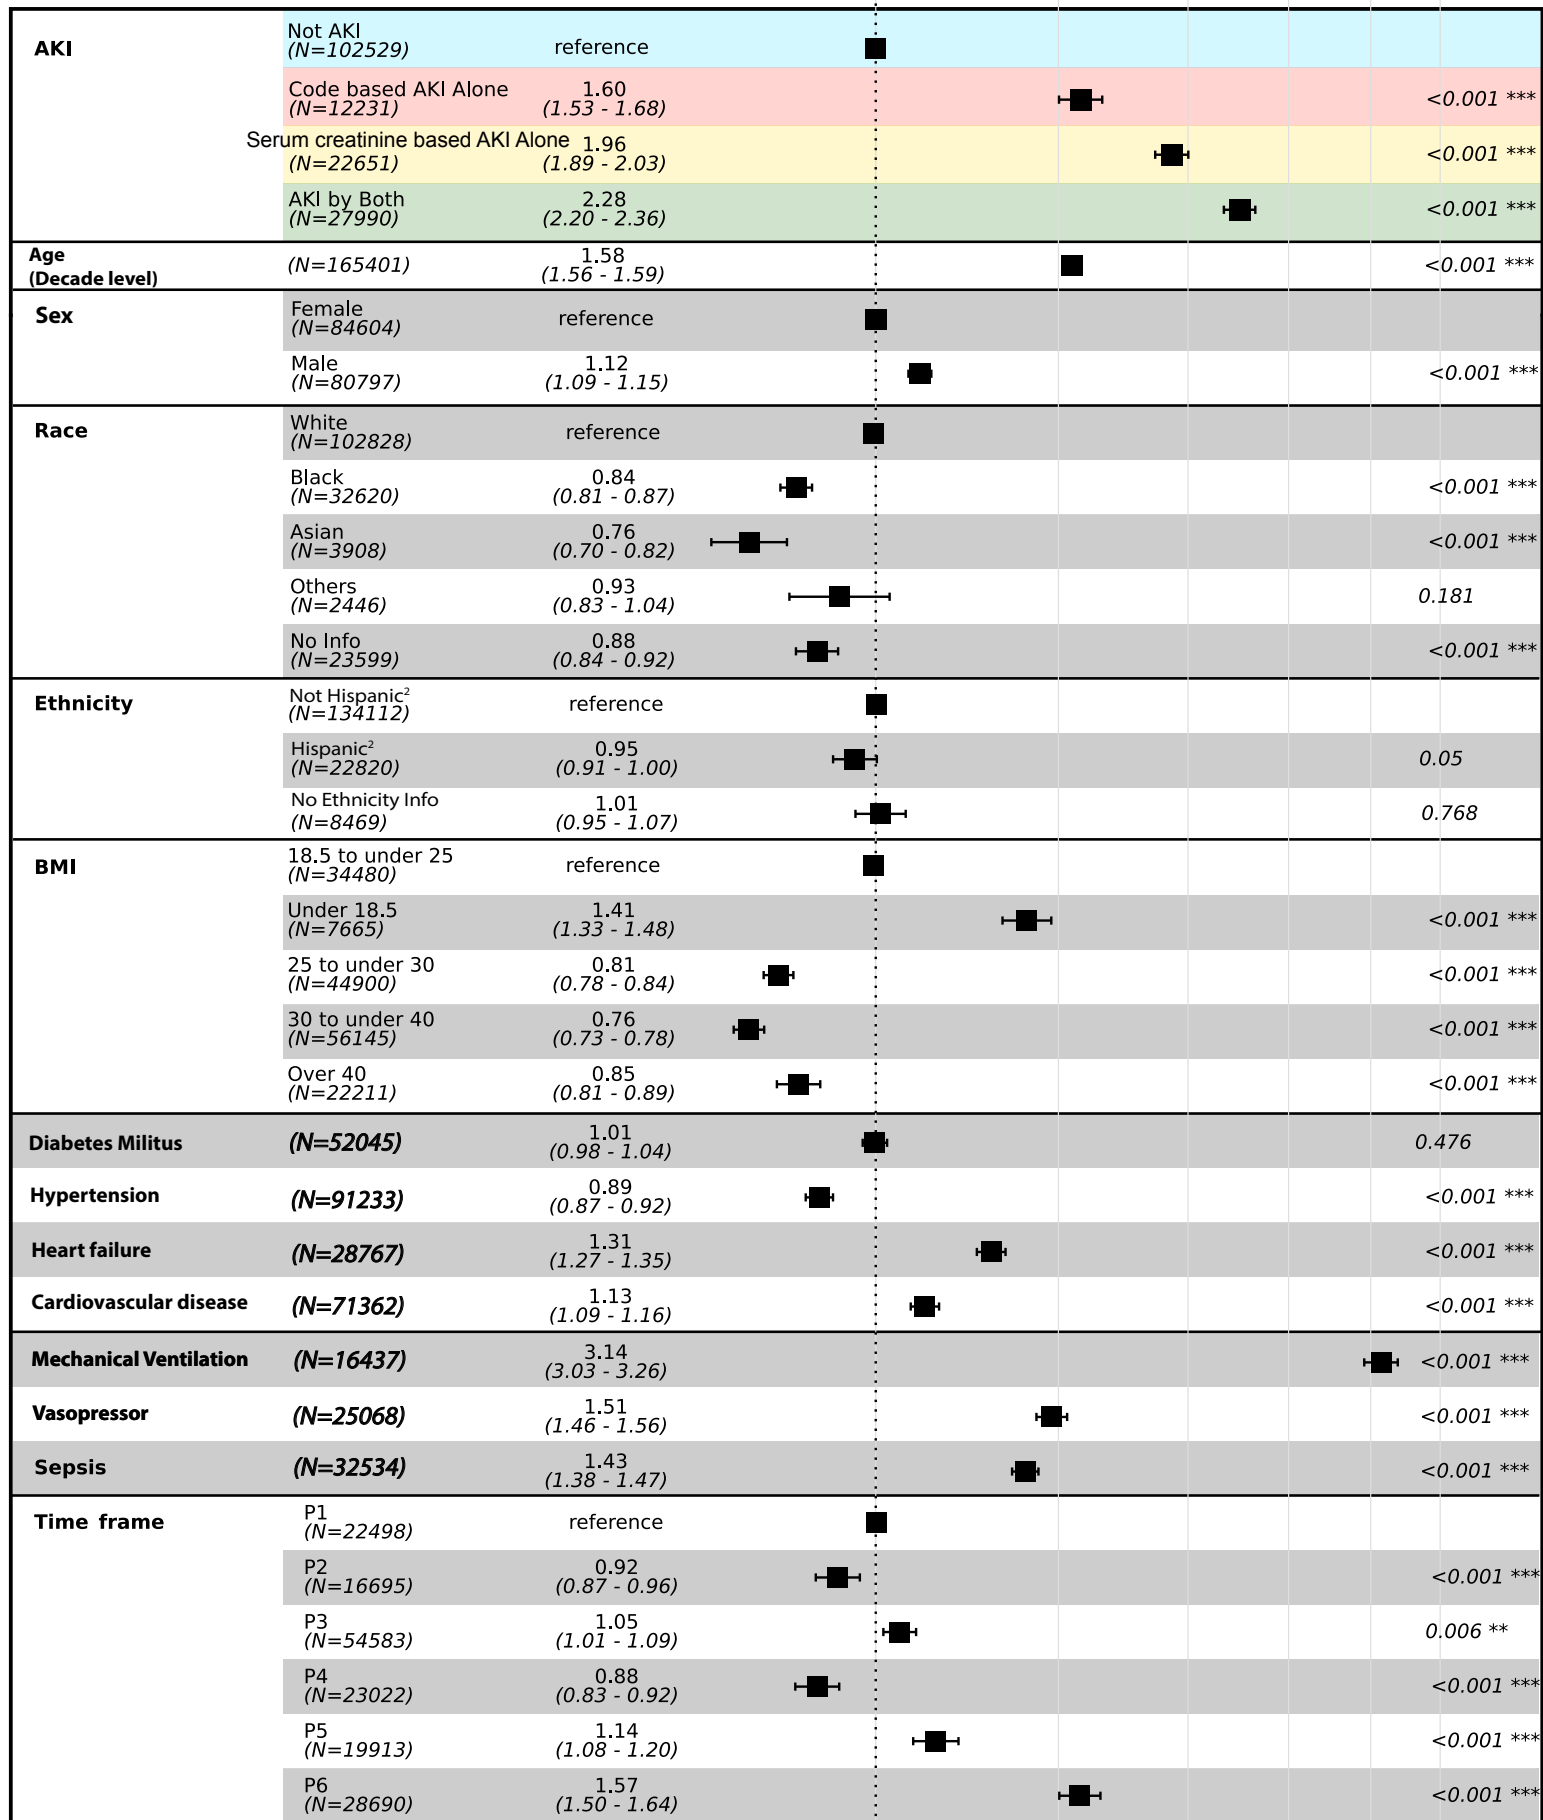 AKI
Not AKI
(N=102529)
reference
Code based AKI Alone
(N=12231)
1.60
(1.53 - 1.68)
<0.001 ***
Serum creatinine based AKI Alone
(N=22651)
1.96
(1.89 - 2.03)
<0.001 ***
AKI by Both
(N=27990)
2.28
(2.20 - 2.36)
<0.001 ***
Age
(Decade level)
(N=165401)
1.58
(1.56 - 1.59)
<0.001 ***
Sex
Female
(N=84604)
reference
Male
(N=80797)
1.12
(1.09 - 1.15)
<0.001 ***
Race
White
(N=102828)
reference
Black
(N=32620)
0.84
(0.81 - 0.87)
<0.001 ***
Asian
(N=3908)
0.76
(0.70 - 0.82)
<0.001 ***
Others
(N=2446)
0.93
(0.83 - 1.04)
0.181
No Info
(N=23599)
0.88
(0.84 - 0.92)
<0.001 ***
Ethnicity
Not Hispanic²
(N=134112)
reference
Hispanic²
(N=22820)
0.95
(0.91 - 1.00)
0.05
No Ethnicity Info
(N=8469)
1.01
(0.95 - 1.07)
0.768
BMI
18.5 to under 25
(N=34480)
reference
Under 18.5
(N=7665)
1.41
(1.33 - 1.48)
<0.001 ***
25 to under 30
(N=44900)
0.81
(0.78 - 0.84)
<0.001 ***
30 to under 40
(N=56145)
0.76
(0.73 - 0.78)
<0.001 ***
Over 40
(N=22211)
0.85
(0.81 - 0.89)
<0.001 ***
Diabetes Militus
(N=52045)
1.01
(0.98 - 1.04)
0.476
Hypertension
(N=91233)
0.89
(0.87 - 0.92)
<0.001 ***
Heart failure
(N=28767)
1.31
(1.27 - 1.35)
<0.001 ***
Cardiovascular disease
(N=71362)
1.13
(1.09 - 1.16)
<0.001 ***
Mechanical Ventilation
(N=16437)
3.14
(3.03 - 3.26)
<0.001 ***
Vasopressor
(N=25068)
1.51
(1.46 - 1.56)
<0.001 ***
Sepsis
(N=32534)
1.43
(1.38 - 1.47)
<0.001 ***
Time frame
P1
(N=22498)
reference
P2
(N=16695)
0.92
(0.87 - 0.96)
<0.001 ***
P3
(N=54583)
1.05
(1.01 - 1.09)
0.006 **
P4
(N=23022)
0.88
(0.83 - 0.92)
<0.001 ***
P5
(N=19913)
1.14
(1.08 - 1.20)
<0.001 ***
P6
(N=28690)
1.57
(1.50 - 1.64)
<0.001 ***